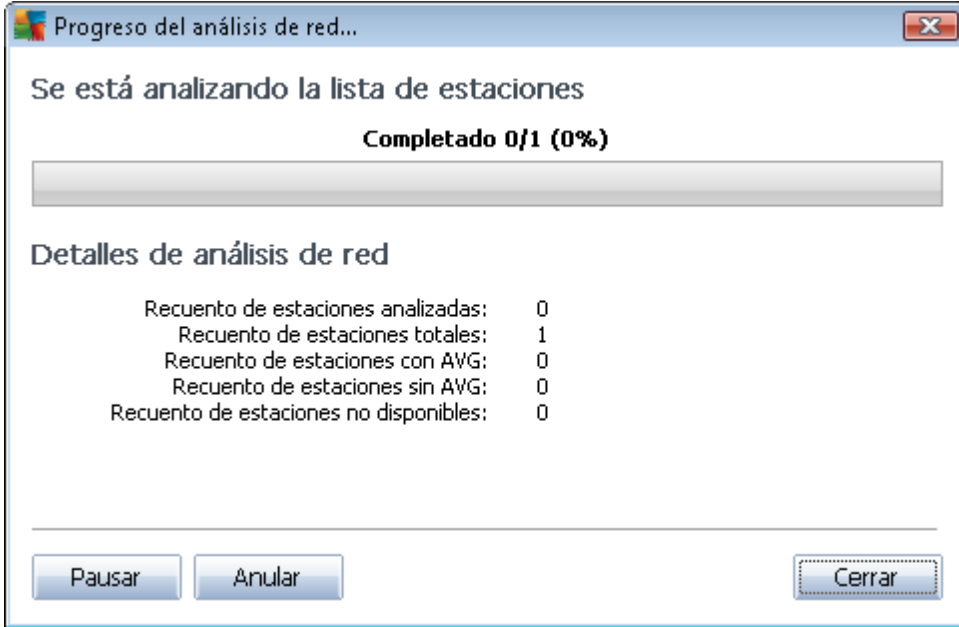 Progreso del análisis de red...
Se está analizando la lista de estaciones
Completado 0/1 (0%)
Detalles de análisis de red
Recuento de estaciones analizadas: 0
Recuento de estaciones totales: 1
Recuento de estaciones con AVG: 0
Recuento de estaciones sin AVG: 0
Recuento de estaciones no disponibles: 0
Pausar Anular Cerrar